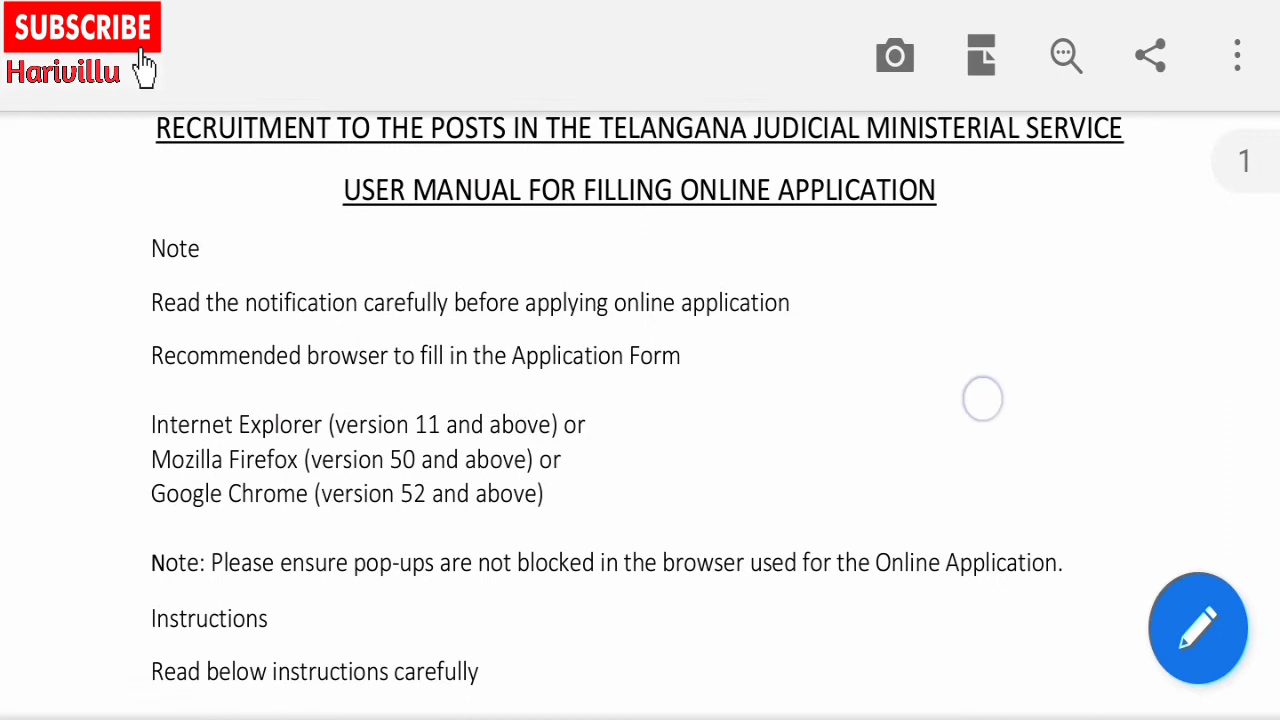 SUBSCRIBE
Harivillu
1
RECRUITMENT TO THE POSTS IN THE TELANGANA JUDICIAL MINISTERIAL SERVICE
USER MANUAL FOR FILLING ONLINE APPLICATION
Note
Read the notification carefully before applying online application
Recommended browser to fill in the Application Form
Internet Explorer (version 11 and above) or
Mozilla Firefox (version 50 and above) or
Google Chrome (version 52 and above)
Note: Please ensure pop-ups are not blocked in the browser used for the Online Application.
Instructions
Read below instructions carefully